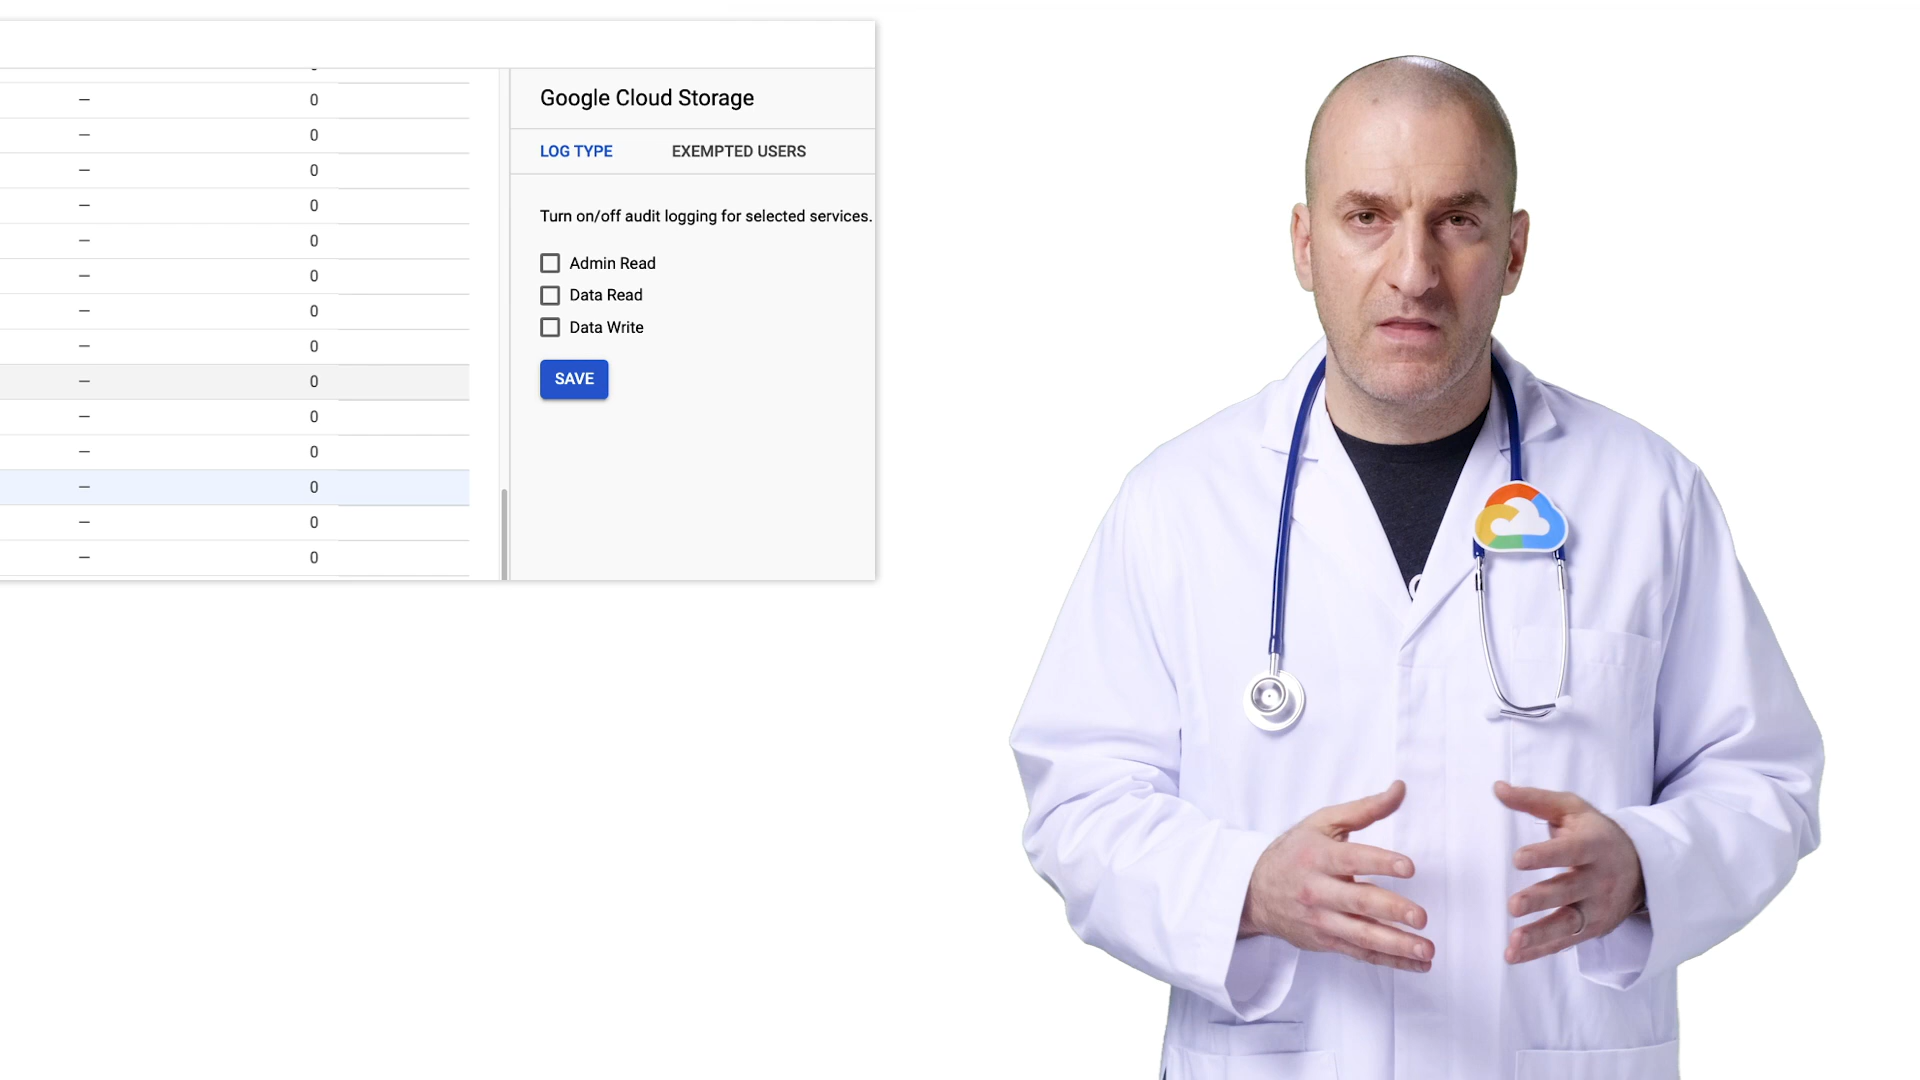 — 0
— 0
— 0
— 0
— 0
— 0
— 0
— 0
— 0
— 0
— 0
— 0
— 0
— 0
Google Cloud Storage
LOG TYPE EXEMPTED USERS
Turn on/off audit logging for selected services.
Admin Read
Data Read
Data Write
SAVE